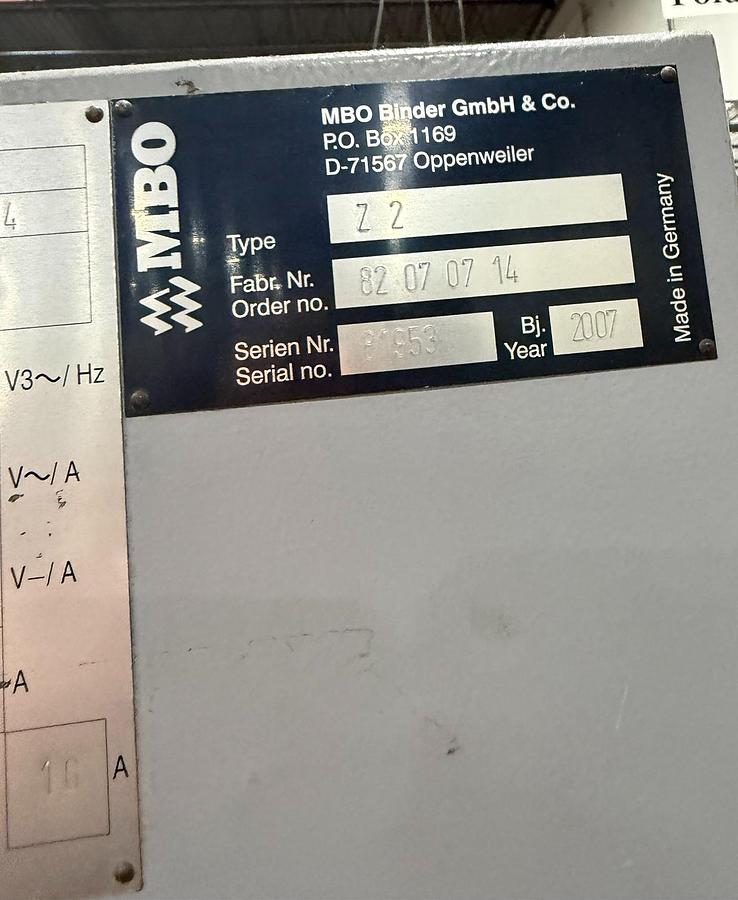 MBO
MBO Binder GmbH & Co.
P.O. Box 1169
D-71567 Oppenweiler
Type
Z 2
Fabr. Nr.
Order no.
82 07 07 14
Serien Nr.
Serial no.
Bj.
Year
2007
Made in Germany
4
V3~/ Hz
V~/ A
V–/ A
A
16 A